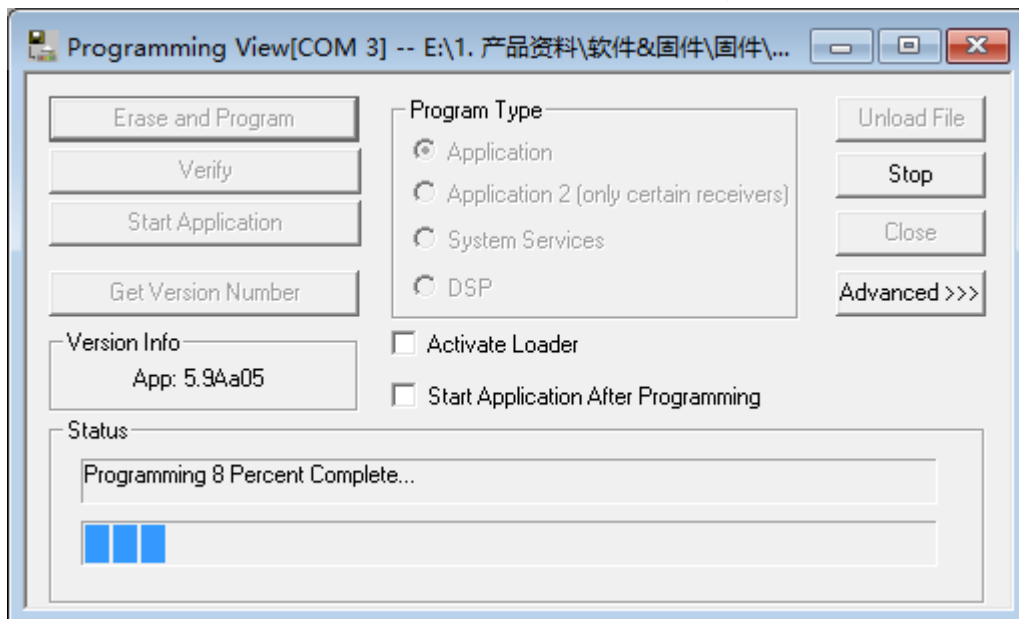 Programming View[COM 3] -- E:\1. 产品资料\软件&固件\固件\...
Erase and Program
Verify
Start Application
Get Version Number
Version Info
App: 5.9Aa05
Program Type
Application
Application 2 (only certain receivers)
System Services
DSP
Activate Loader
Start Application After Programming
Unload File
Stop
Close
Advanced >>>
Status
Programming 8 Percent Complete...